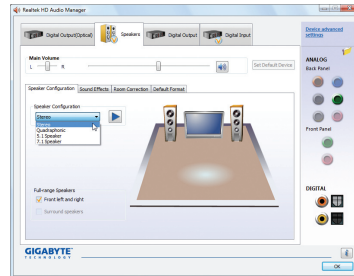 Realtek HD Audio Manager
Digital Output(Optical)
Speakers
Digital Output
Digital Input
Device advanced settings
Main Volume
L
R
Set Default Device
Speaker Configuration
Sound Effects
Room Correction
Default Format
Speaker Configuration
Stereo
Stereo
Quadraphonic
5.1 Speaker
7.1 Speaker
Full-range Speakers
Front left and right
Surround speakers
ANALOG
Back Panel
Front Panel
DIGITAL
GIGABYTE
TECHNOLOGY
i
OK